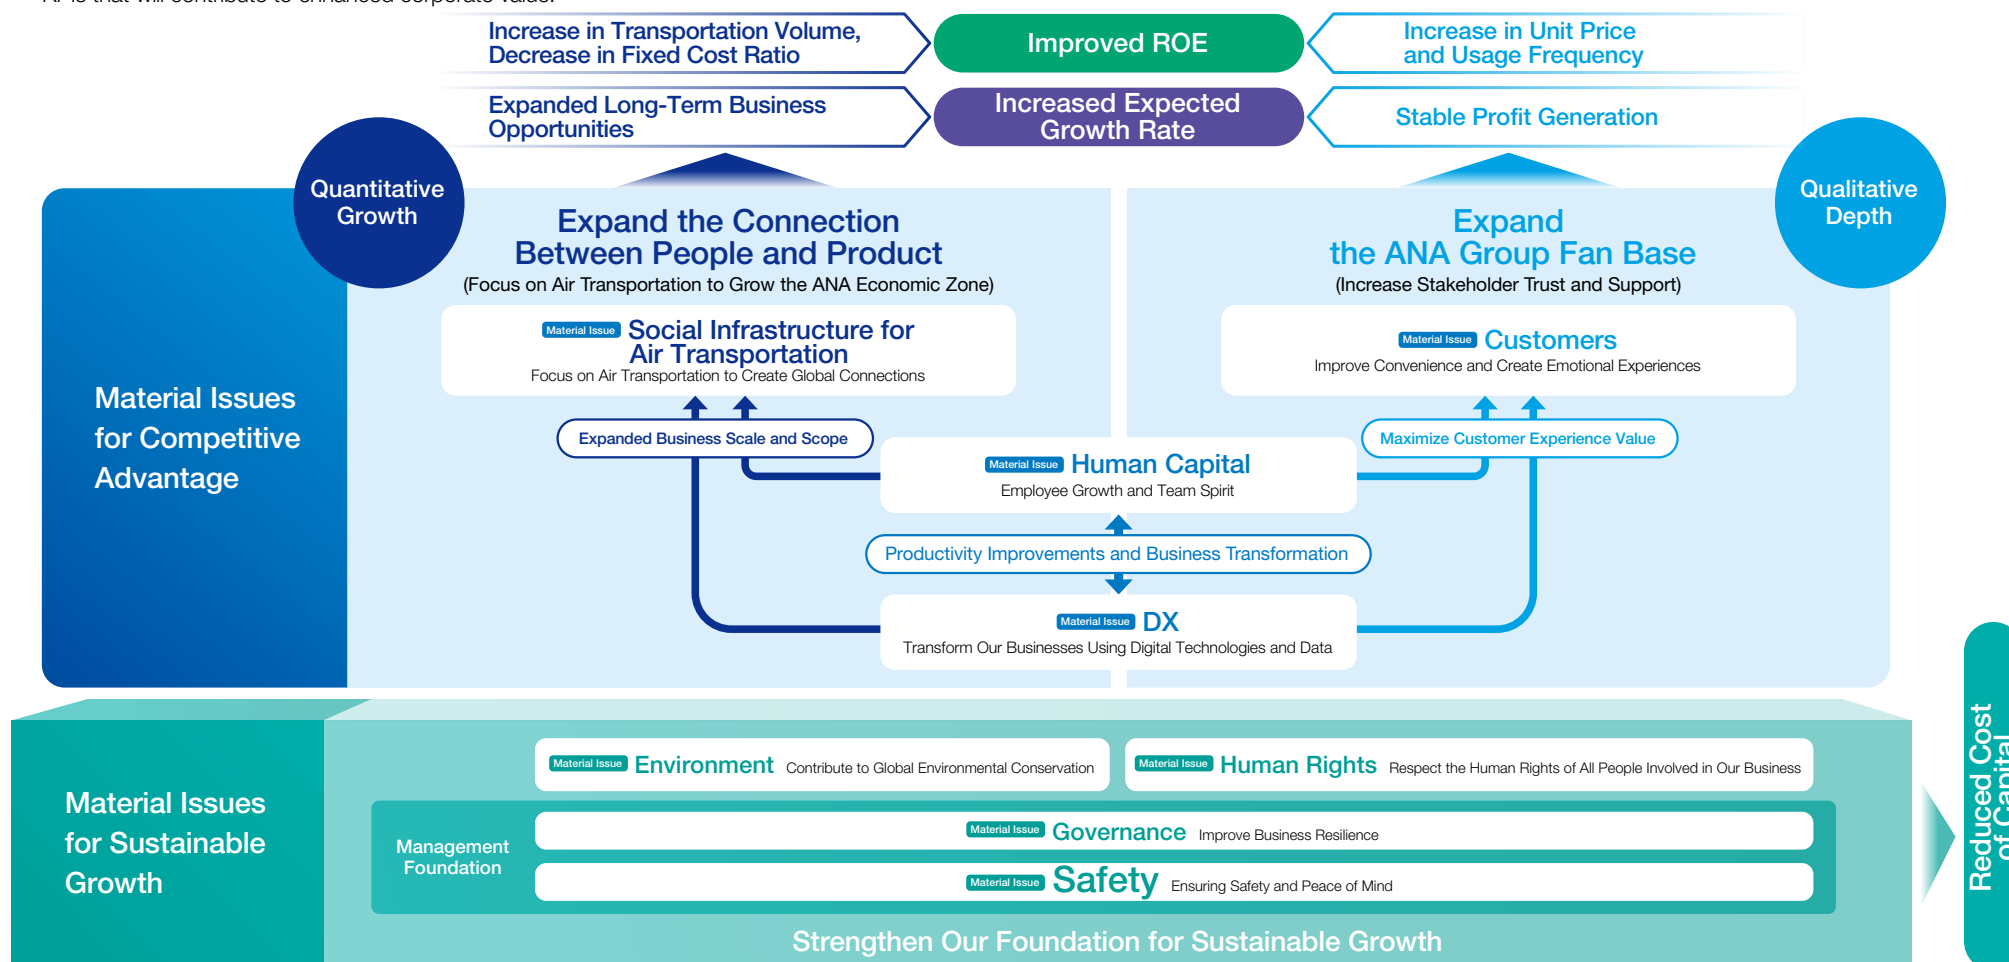 Increase in Transportation Volume,
Decrease in Fixed Cost Ratio
Improved ROE
Increase in Unit Price
and Usage Frequency
Expanded Long-Term Business
Opportunities
Increased Expected
Growth Rate
Stable Profit Generation
Quantitative
Growth
Qualitative
Depth
Material Issues
for Competitive
Advantage
Expand the Connection
Between People and Product
(Focus on Air Transportation to Grow the ANA Economic Zone)
Material Issue Social Infrastructure for
Air Transportation
Focus on Air Transportation to Create Global Connections
Expanded Business Scale and Scope
Expand
the ANA Group Fan Base
(Increase Stakeholder Trust and Support)
Material Issue Customers
Improve Convenience and Create Emotional Experiences
Maximize Customer Experience Value
Material Issue Human Capital
Employee Growth and Team Spirit
Productivity Improvements and Business Transformation
Material Issue DX
Transform Our Businesses Using Digital Technologies and Data
Material Issues
for Sustainable
Growth
Material Issue Environment Contribute to Global Environmental Conservation
Material Issue Human Rights Respect the Human Rights of All People Involved in Our Business
Management
Foundation
Material Issue Governance Improve Business Resilience
Material Issue Safety Ensuring Safety and Peace of Mind
Strengthen Our Foundation for Sustainable Growth
Reduced Cost
of Capital